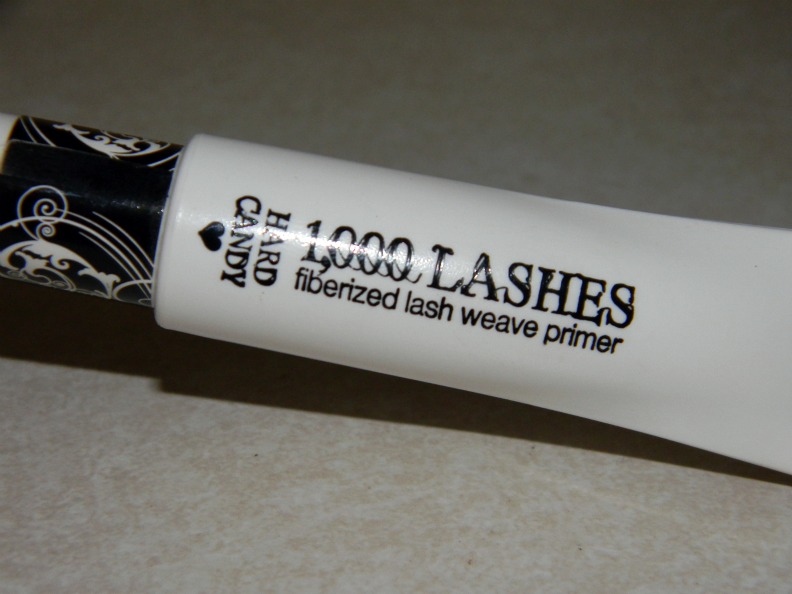 HARD
CANDY
1,000 LASHES
fiberized lash weave primer